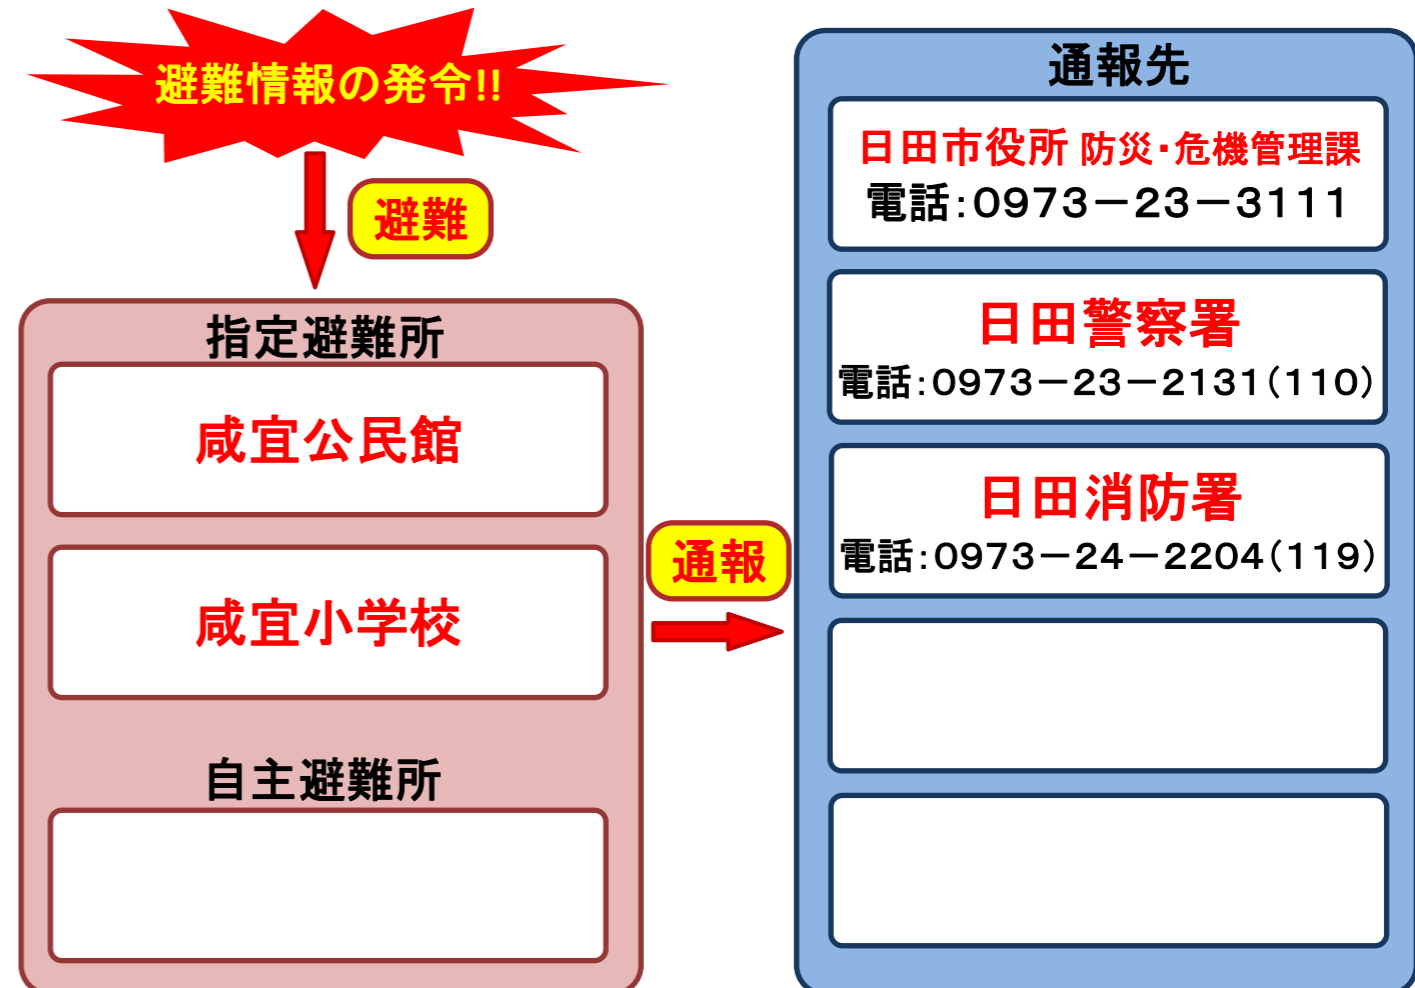 避難情報の発令!!
避難
指定避難所
咸宜公民館
咸宜小学校
自主避難所
通報
通報先
日田市役所 防災・危機管理課
電話：０９７３－２３－３１１１
日田警察署
電話：０９７３－２３－２１３１（１１０）
日田消防署
電話：０９７３－２４－２２０４（１１９）